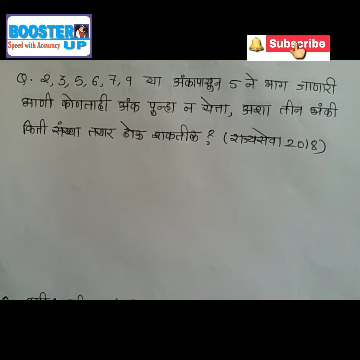 BOOSTER
Speed with Accuracy UP
Subscribe
Q. 2, 3, 5, 6, 7, 9 या अंकापासून 5 ने भाग जाणारी
आणी कोणताही अंक पुन्हा न येता, अशा तीन अंकी
किती संख्या तयार होऊ शकतील ? (राज्यसेवा 2018)